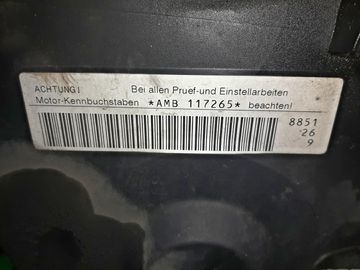 ACHTUNG! Bei allen Pruef-und Einstellarbeiten
Motor-Kennbuchstaben *AMB 117265* beachten!
8851
26
9